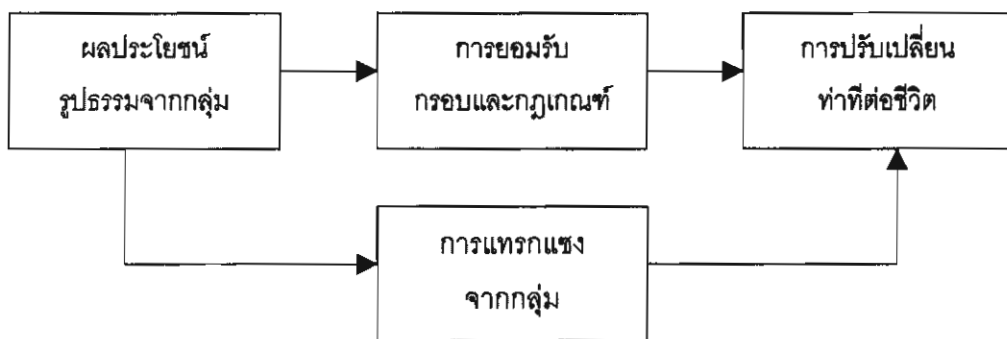 ผลประโยชน์
รูปธรรมจากกลุ่ม
การยอมรับ
กรอบและกฎเกณฑ์
การปรับเปลี่ยน
ท่าทีต่อชีวิต
การแทรกแซง
จากกลุ่ม